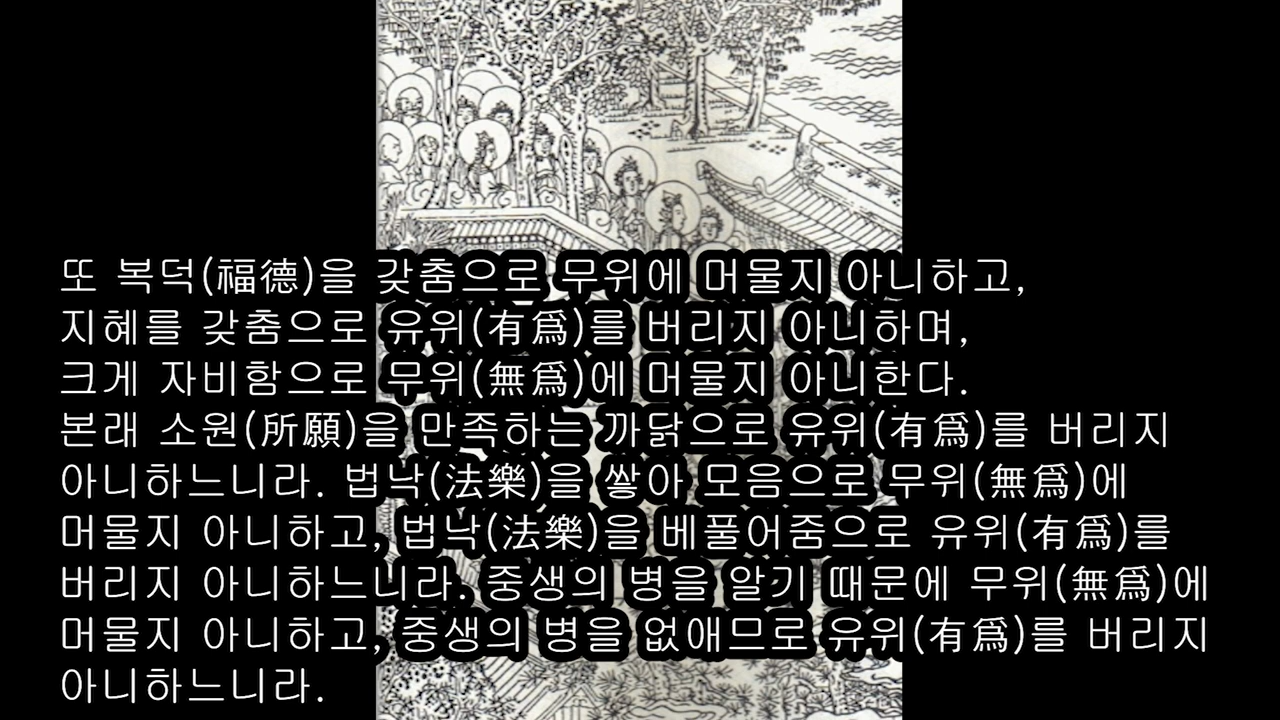 또 복덕(福德)을 갖춤으로 무위에 머물지 아니하고,
지혜를 갖춤으로 유위(有爲)를 버리지 아니하며,
크게 자비함으로 무위(無爲)에 머물지 아니한다.
본래 소원(所願)을 만족하는 까닭으로 유위(有爲)를 버리지
아니하느니라. 법낙(法樂)을 쌓아 모음으로 무위(無爲)에
머물지 아니하고, 법낙(法樂)을 베풀어줌으로 유위(有爲)를
버리지 아니하느니라. 중생의 병을 알기 때문에 무위(無爲)에
머물지 아니하고, 중생의 병을 없애므로 유위(有爲)를 버리지
아니하느니라.